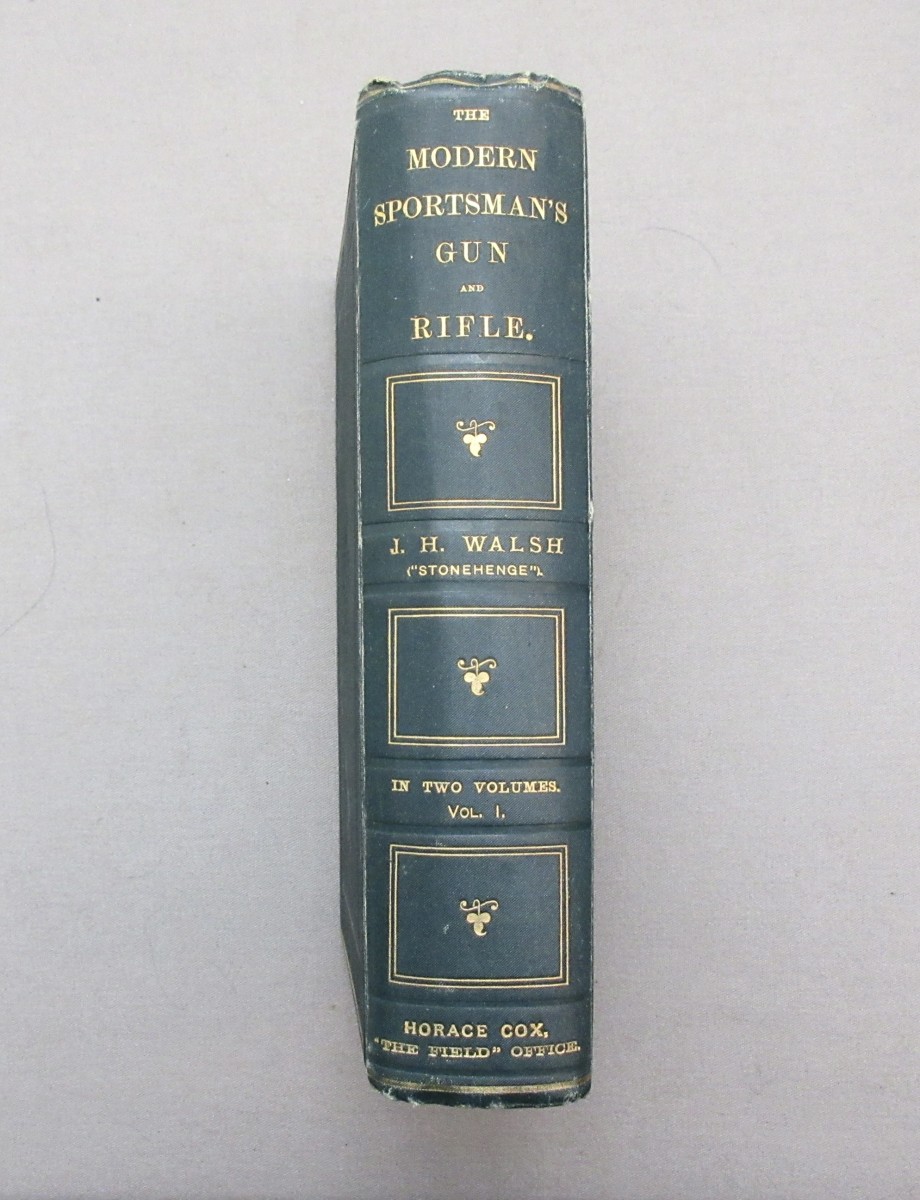 THE
MODERN
SPORTSMAN'S
GUN
AND
RIFLE.
J. H. WALSH
("STONEHENGE").
IN TWO VOLUMES.
VOL. I.
HORACE COX,
"THE FIELD" OFFICE.